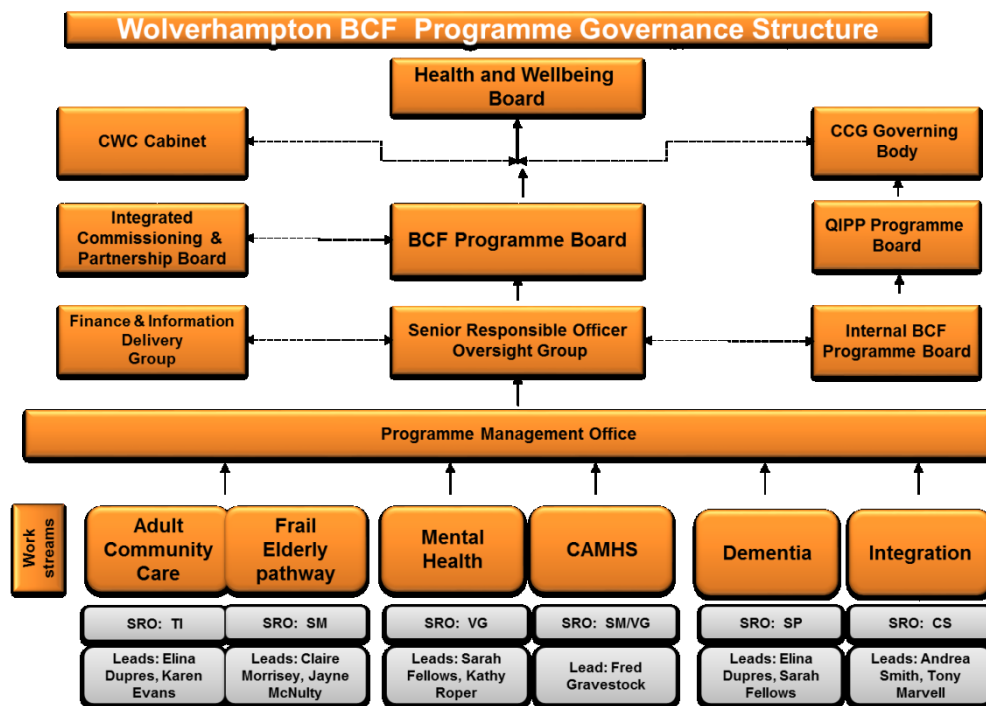 Wolverhampton BCF  Programme Governance Structure
Health and Wellbeing
Board
CWC Cabinet
CCG Governing
Body
Integrated
Commissioning &
Partnership Board
BCF Programme Board
QIPP Programme
Board
Finance & Information
Delivery
Group
Senior Responsible Officer
Oversight Group
Internal BCF
Programme Board
Programme Management Office
Work
streams
Adult
Community
Care
Frail
Elderly
pathway
Mental
Health
CAMHS
Dementia
Integration
SRO:  TI
SRO:  SM
SRO:  VG
SRO:  SM/VG
SRO:  SP
SRO:  CS
Leads: Elina
Dupres, Karen
Evans
Leads: Claire
Morrisey, Jayne
McNulty
Leads: Sarah
Fellows, Kathy
Roper
Lead: Fred
Gravestock
Leads: Elina
Dupres, Sarah
Fellows
Leads: Andrea
Smith, Tony
Marvell